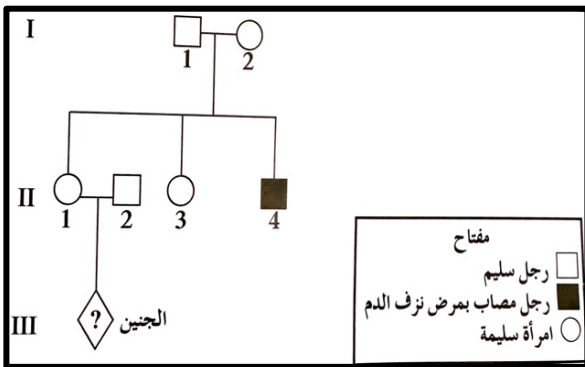 I
1 2
II
1 2 3 4
III ? الجنين
مفتاح
رجل سليم
رجل مصاب بمرض نزف الدم
امرأة سليمة